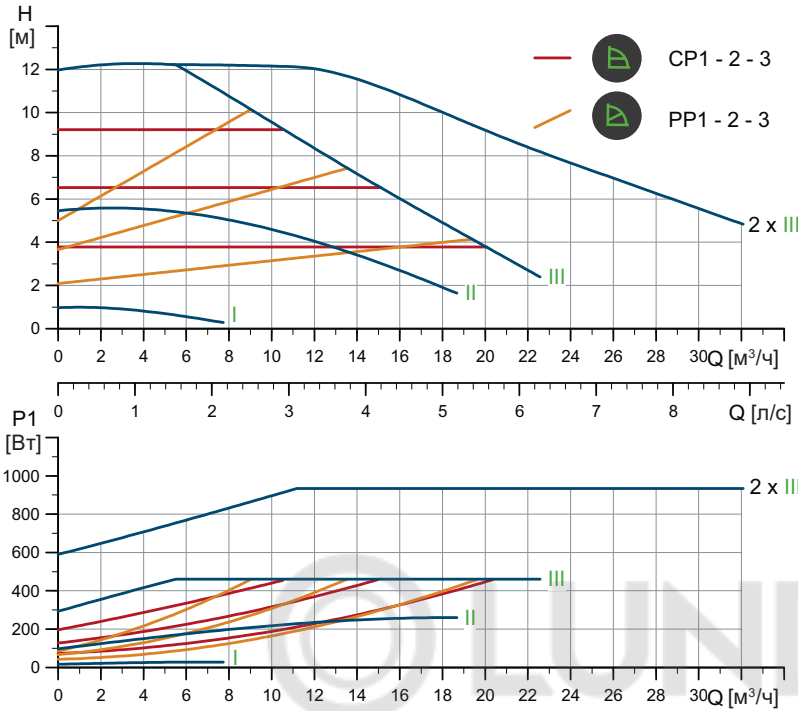 H
[м]
CP1 - 2 - 3
PP1 - 2 - 3
12
10
8
6
4
2
0
2 x III
III
II
I
0 2 4 6 8 10 12 14 16 18 20 22 24 26 28 30 Q [м³/ч]
0 1 2 3 4 5 6 7 8 Q [л/с]
P1
[Вт]
1000
800
600
400
200
0
2 x III
III
II
I
0 2 4 6 8 10 12 14 16 18 20 22 24 26 28 30 Q [м³/ч]